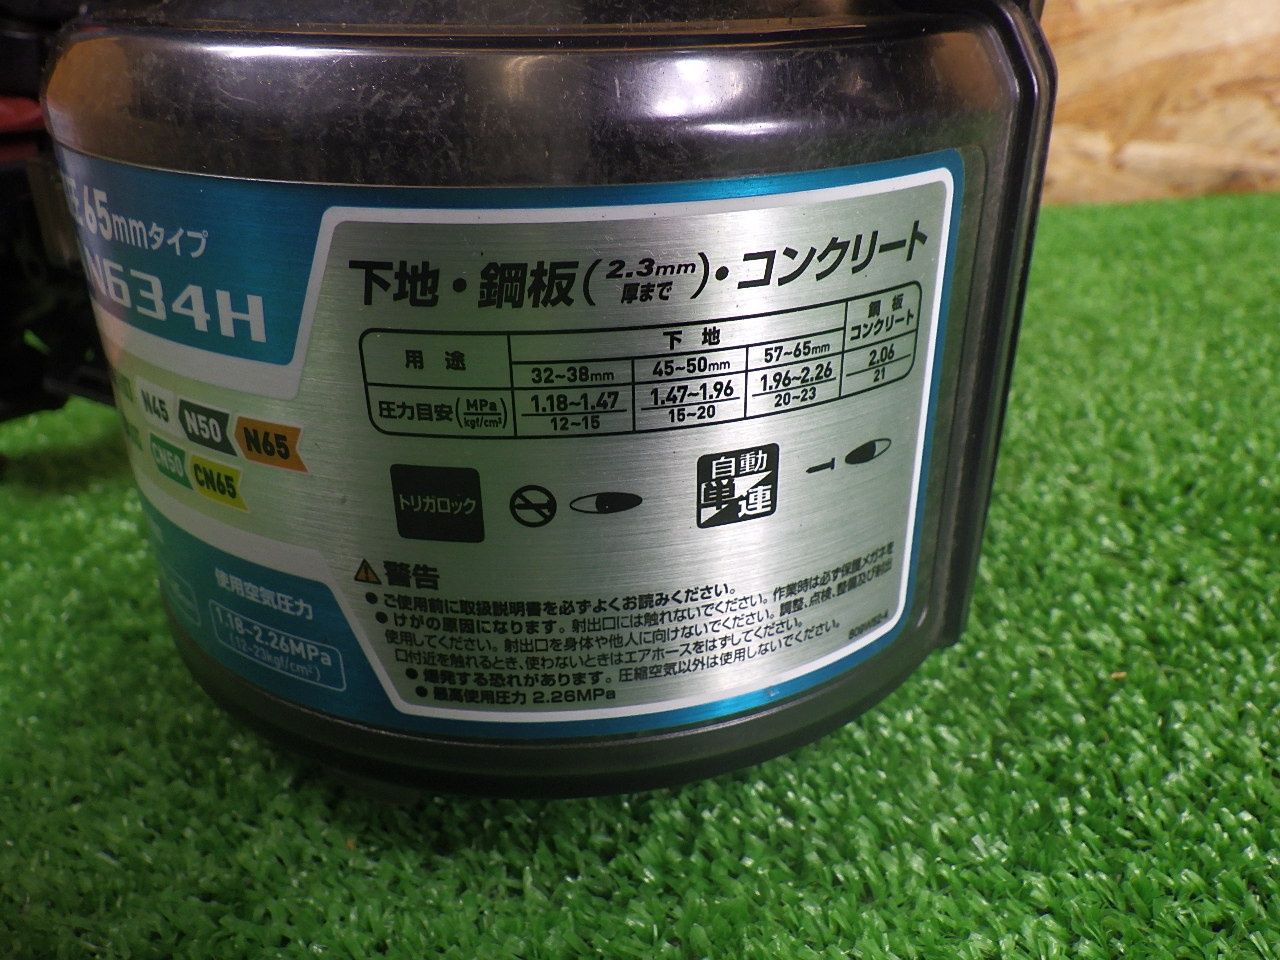 65mmタイプ
N634H
N45 N50 N65
CN50 CN65
使用空気圧力
1.18~2.26MPa
(12~23kgf/cm²)
下地・鋼板(2.3mm厚まで)・コンクリート
用途 下地 鋼板 コンクリート
32~38mm 45~50mm 57~65mm
圧力目安(MPa kgf/cm²) 1.18~1.47 1.47~1.96 1.96~2.26 2.06
12~15 15~20 20~23 21
トリガロック
自動 単 連
警告
●ご使用前に取扱説明書を必ずよくお読みください。
●けがの原因になります。射出口には触れないでください。作業時は必ず保護メガネを
使用してください。射出口を身体や他人に向けないでください。調整、点検、整備及び射出
口付近を触れるとき、使わないときはエアホースをはずしてください。
●爆発する恐れがあります。圧縮空気以外は使用しないでください。
●最高使用圧力 2.26MPa